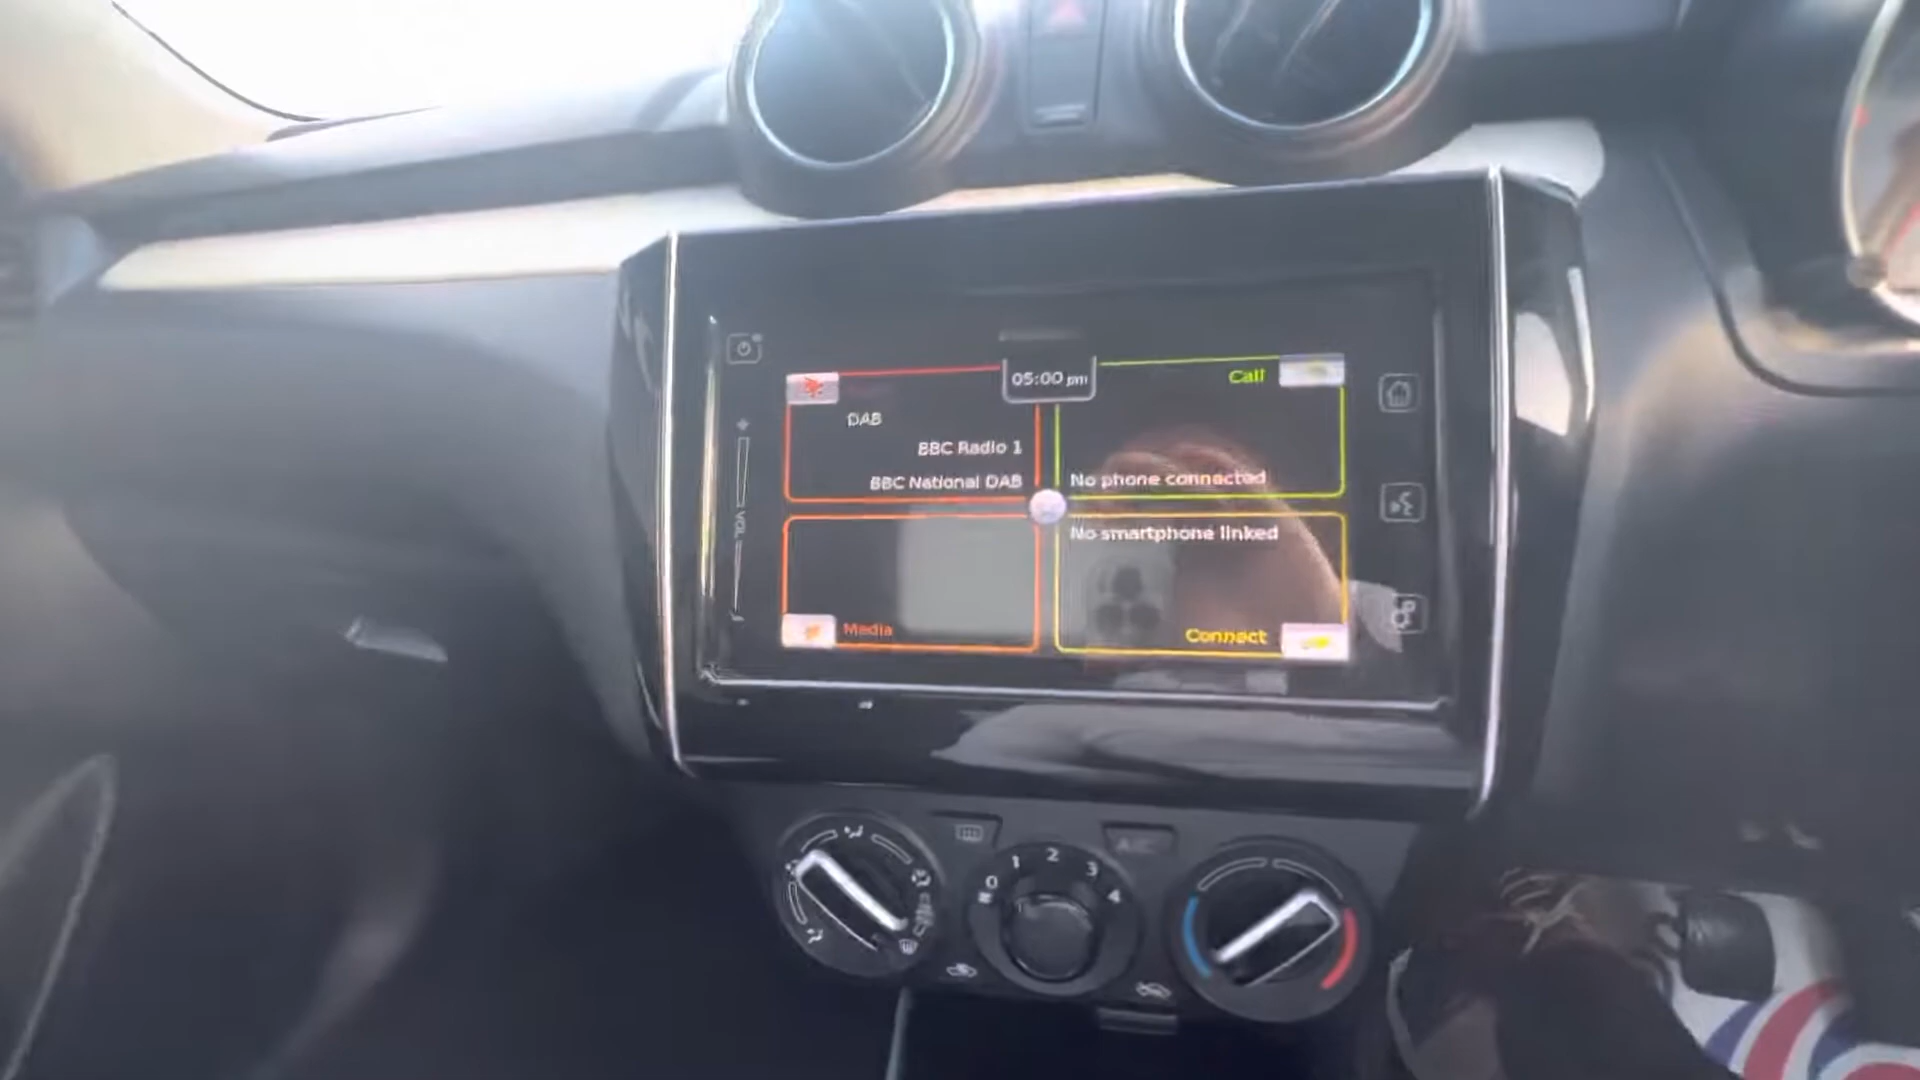 05:00 pm
Call
DAB
BBC Radio 1
BBC National DAB
No phone connected
No smartphone linked
VOL
Media
Connect
0
1
2
3
4
A/C